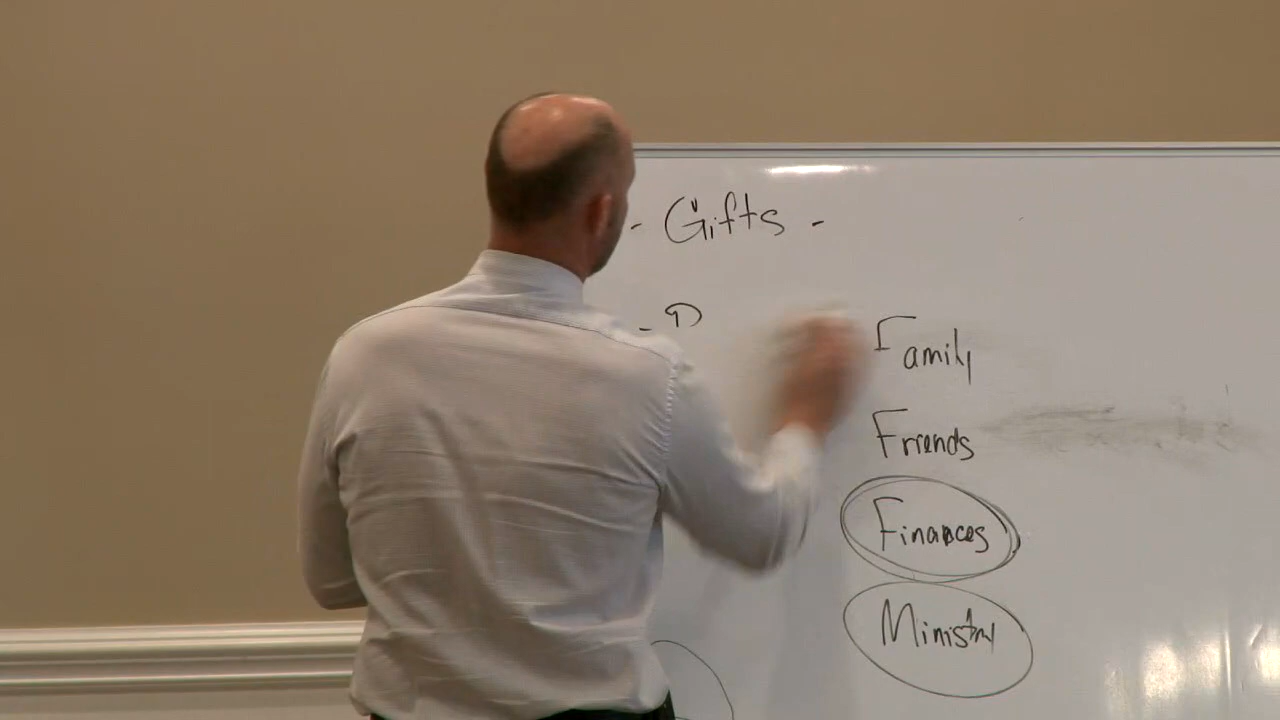 - Gifts -
Family
Friends
Finances
Ministry